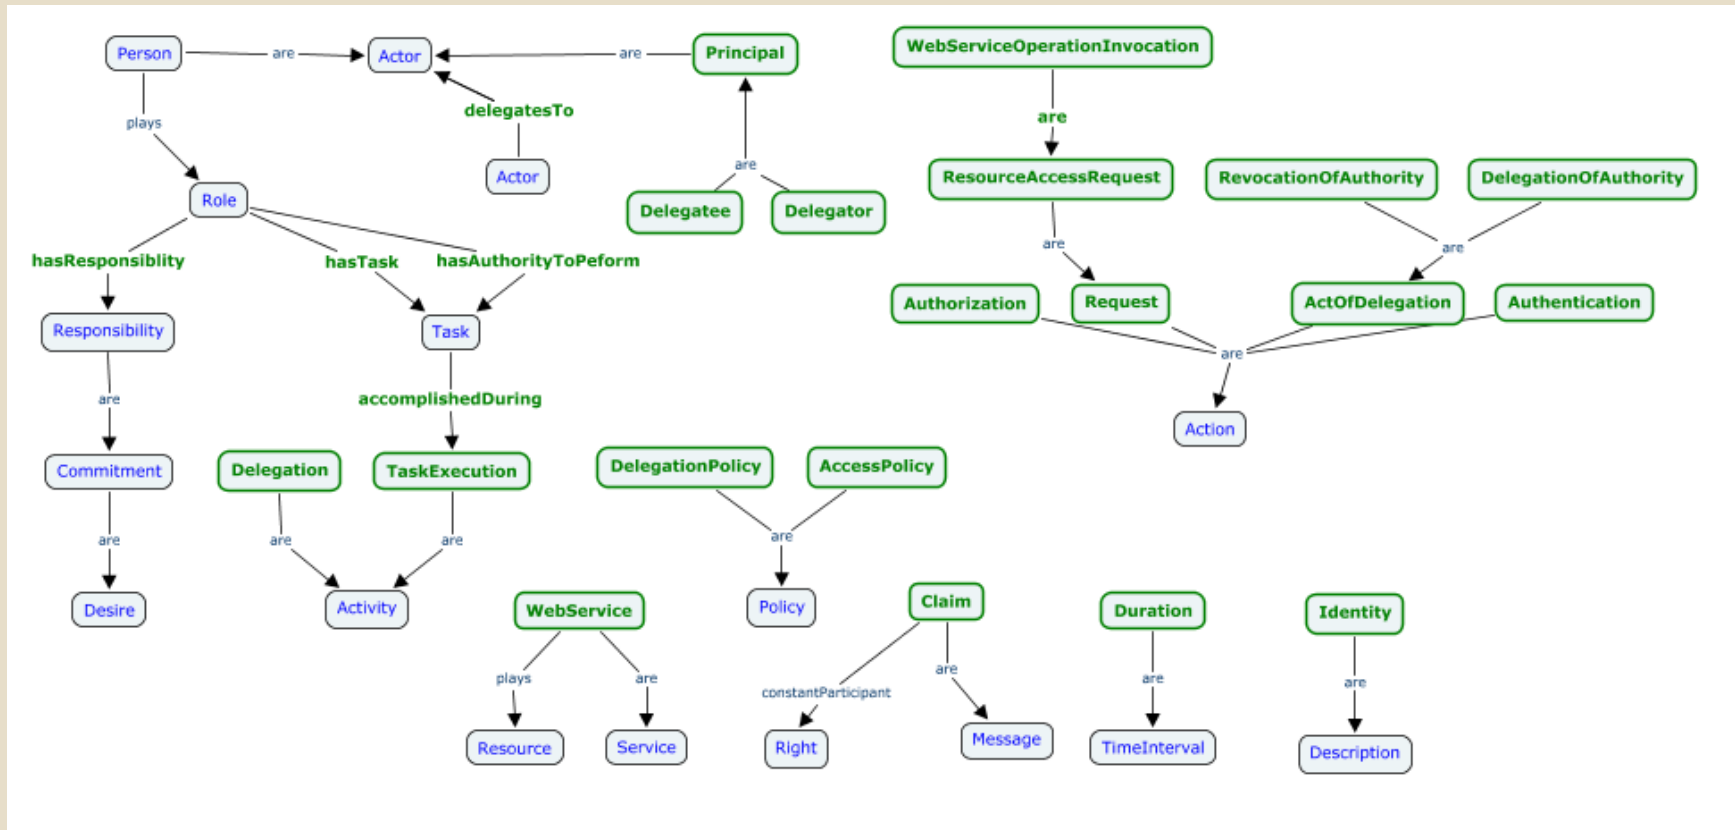 Person
are
Actor
are
Principal
WebServiceOperationInvocation
delegatesTo
are
plays
Actor
are
ResourceAccessRequest
RevocationOfAuthority
DelegationOfAuthority
Role
Delegatee
Delegator
are
are
hasResponsiblity
hasTask
hasAuthorityToPeform
Authorization
Request
ActOfDelegation
Authentication
Responsibility
Task
are
are
accomplishedDuring
Action
Commitment
Delegation
TaskExecution
DelegationPolicy
AccessPolicy
are
are
are
are
Desire
Activity
WebService
Policy
Claim
Duration
Identity
plays
are
constantParticipant
are
are
are
Resource
Service
Right
Message
TimeInterval
Description